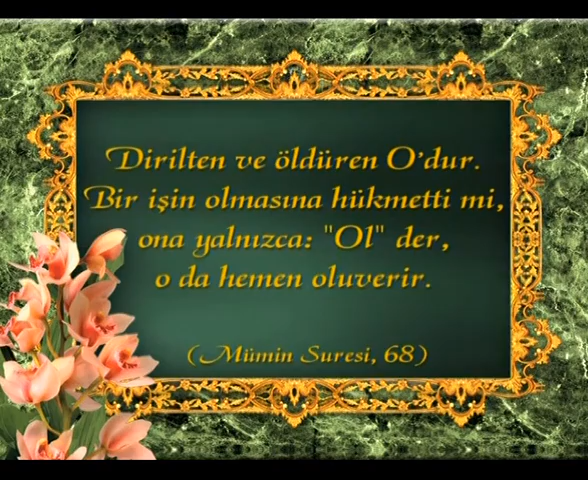 Dirilten ve öldüren O'dur.
Bir işin olmasına hükmetti mi,
ona yalnızca: "Ol" der,
o da hemen oluverir.
(Mümin Suresi, 68)